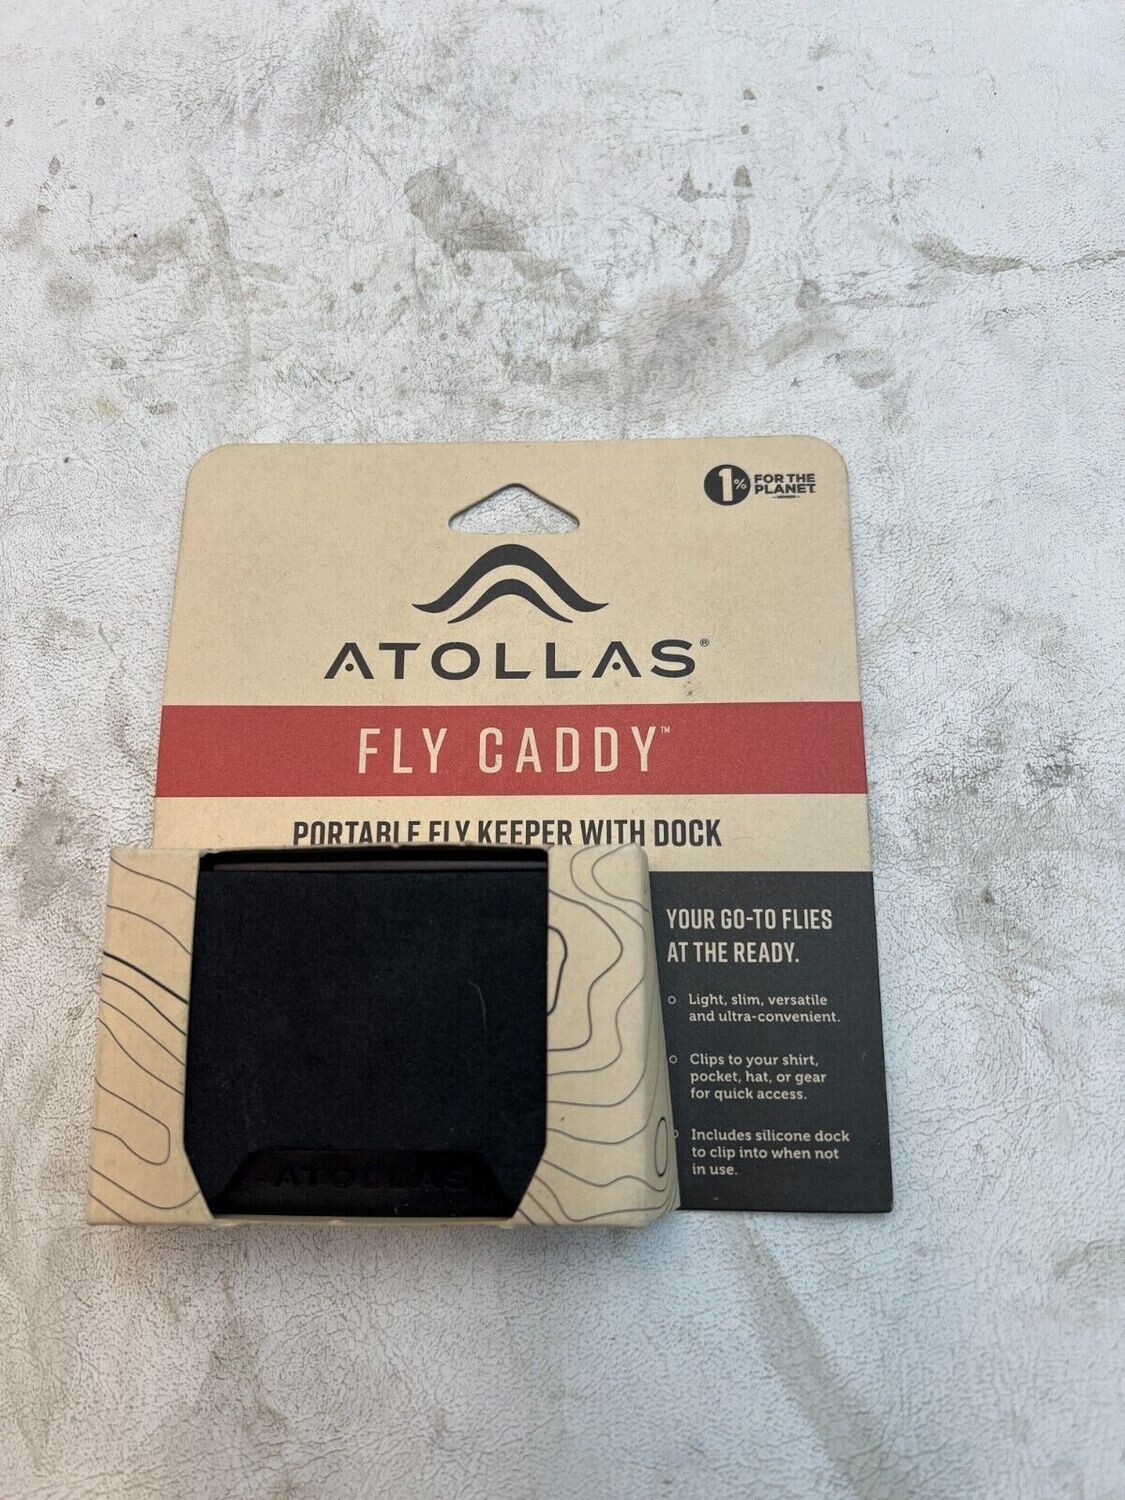 1% FOR THE
PLANET
MEMBER
ATOLLAS®
FLY CADDY™
PORTABLE FLY KEEPER WITH DOCK
YOUR GO-TO FLIES
AT THE READY.
Light, slim, versatile
and ultra-convenient.
Clips to your shirt,
pocket, hat, or gear
for quick access.
Includes silicone dock
to clip into when not
in use.
ATOLLAS